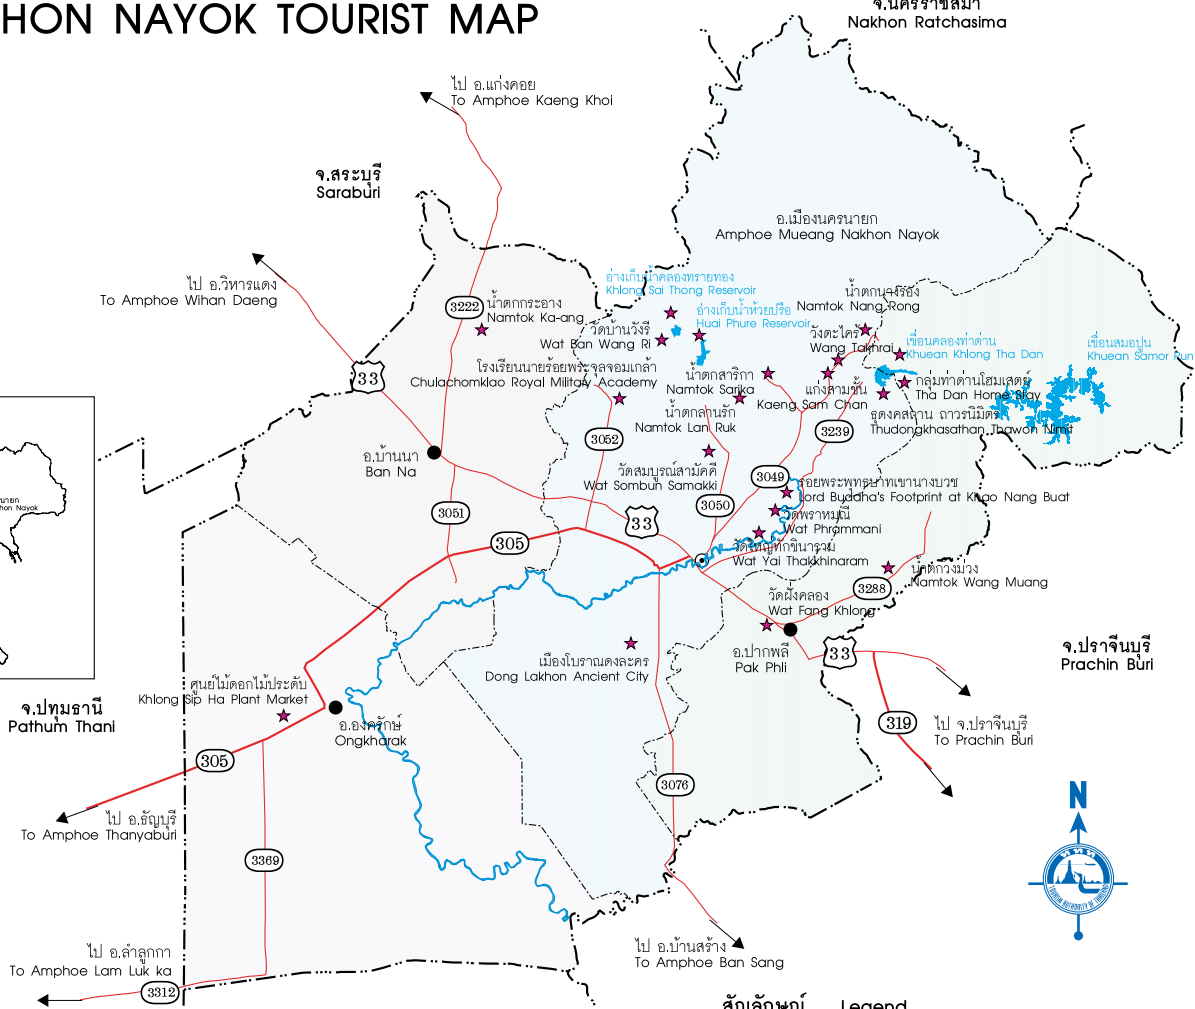 HON NAYOK TOURIST MAP
จ.นครราชสีมา
Nakhon Ratchasima
ไป อ.แก่งคอย
To Amphoe Kaeng Khoi
จ.สระบุรี
Saraburi
อ.เมืองนครนายก
Amphoe Mueang Nakhon Nayok
ไป อ.วิหารแดง
To Amphoe Wihan Daeng
อ่างเก็บน้ำคลองทรายทอง
Khlong Sai Thong Reservoir
3222
น้ำตกกระอาง
Namtok Ka-ang
อ่างเก็บน้ำห้วยปรือ
Huai Phure Reservoir
น้ำตกนางรอง
Namtok Nang Rong
วัดบ้านวังรี
Wat Ban Wang Ri
วังตะไคร้
Wang Takhrai
เขื่อนคลองท่าด่าน
Khuean Khlong Tha Dan
เขื่อนสมอปูน
Khuean Samor Pun
33
โรงเรียนนายร้อยพระจุลจอมเกล้า
Chulachomklao Royal Military Academy
น้ำตกสาริกา
Namtok Sarika
แก่งสามชั้น
Kaeng Sam Chan
กลุ่มท่าด่านโฮมสเตย์
Tha Dan Home Stay
น้ำตกลานรัก
Namtok Lan Ruk
ธุดงคสถาน ถาวรนิมิต
Thudongkhasathan Thawon Nimit
3052
3239
อ.บ้านนา
Ban Na
วัดสมบูรณ์สามัคคี
Wat Sombun Samakki
3049
รอยพระพุทธบาทเขานางบวช
Lord Buddha's Footprint at Khao Nang Buat
3051
33
3050
วัดพราหมณี
Wat Phrammani
305
วัดใหญ่ทักขินาราม
Wat Yai Thakkhinaram
น้ำตกวังม่วง
Namtok Wang Muang
3288
วัดฝั่งคลอง
Wat Fang Khlong
อ.ปากพลี
Pak Phli
33
จ.ปราจีนบุรี
Prachin Buri
เมืองโบราณดงละคร
Dong Lakhon Ancient City
ศูนย์ไม้ดอกไม้ประดับ
Khlong Sip Ha Plant Market
จ.ปทุมธานี
Pathum Thani
อ.องครักษ์
Ongkharak
319
ไป จ.ปราจีนบุรี
To Prachin Buri
305
3076
N
ไป อ.ธัญบุรี
To Amphoe Thanyaburi
3369
ททท
TOURISM AUTHORITY OF THAILAND
ไป อ.ลำลูกกา
To Amphoe Lam Luk ka
ไป อ.บ้านสร้าง
To Amphoe Ban Sang
3312
สัญลักษณ์ Legend